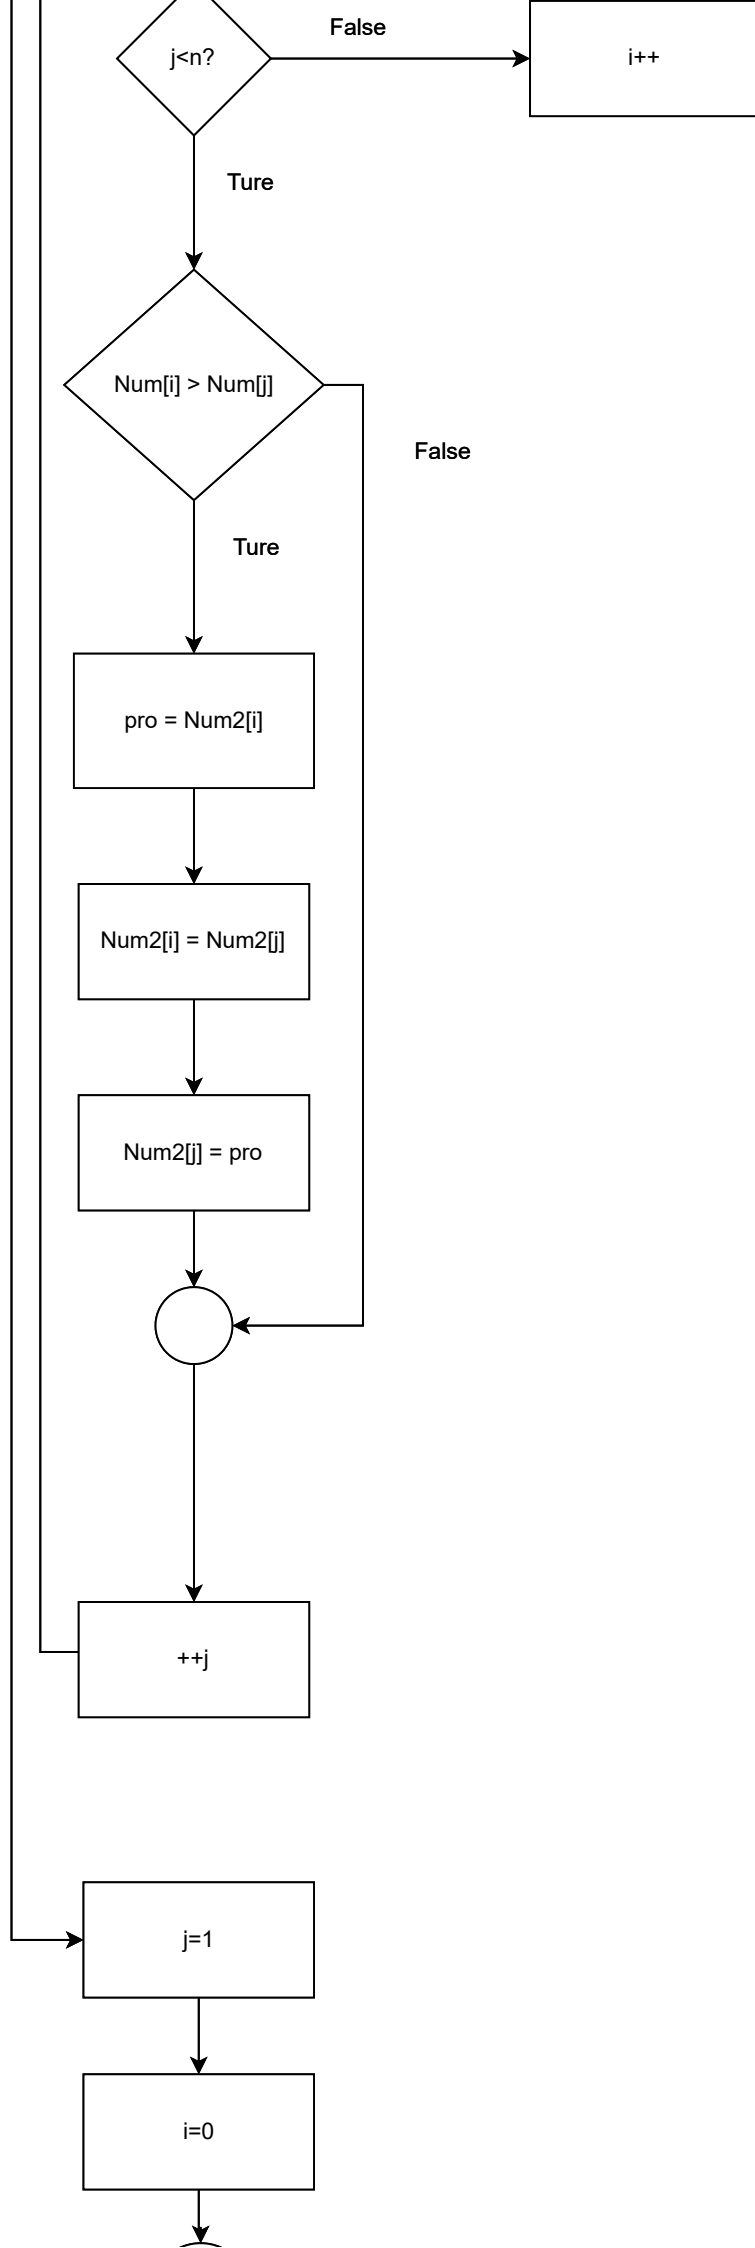 False
j<n?
i++
Ture
Num[i] > Num[j]
False
Ture
pro = Num2[i]
Num2[i] = Num2[j]
Num2[j] = pro
++j
j=1
i=0